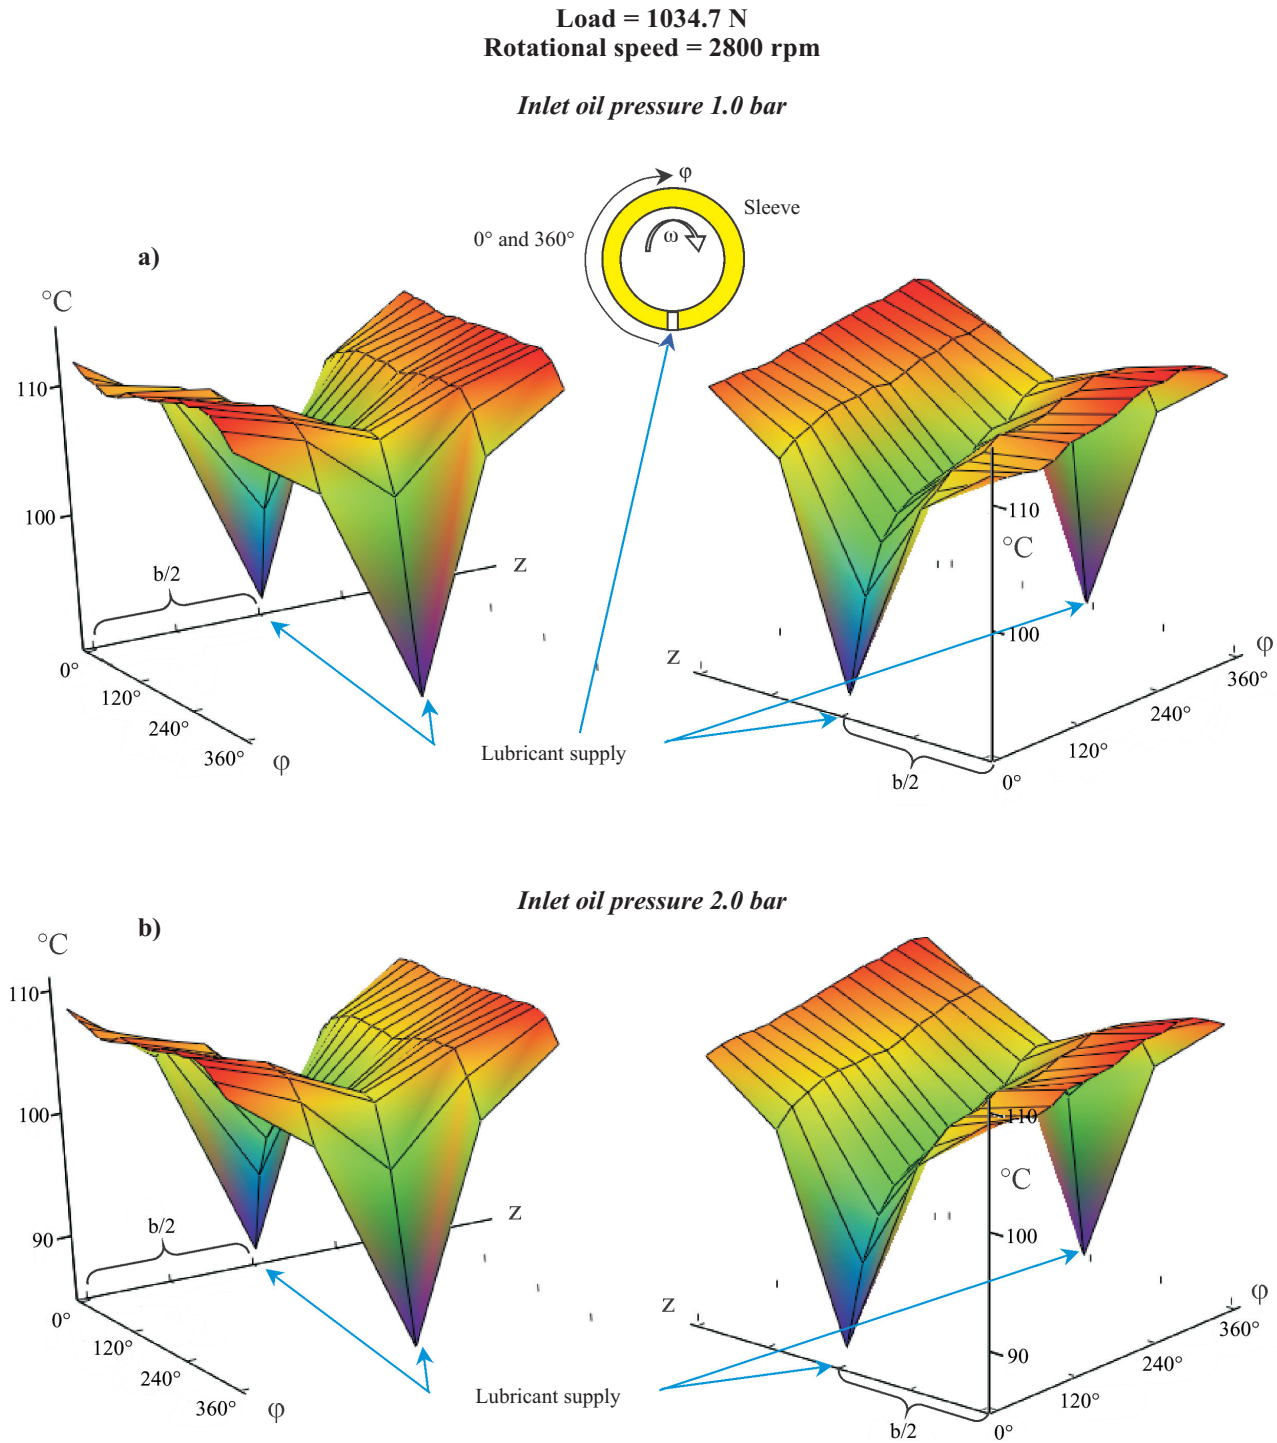 Load = 1034.7 N
Rotational speed = 2800 rpm
Inlet oil pressure 1.0 bar
φ
Sleeve
0° and 360°
ω
a)
°C
110
100
b/2
z
0°
120°
240°
360°
φ
Lubricant supply
110
°C
100
z
φ
360°
240°
120°
b/2
0°
Inlet oil pressure 2.0 bar
b)
°C
110
100
90
b/2
z
0°
120°
240°
360°
φ
Lubricant supply
110
°C
100
90
z
φ
360°
240°
120°
b/2
0°